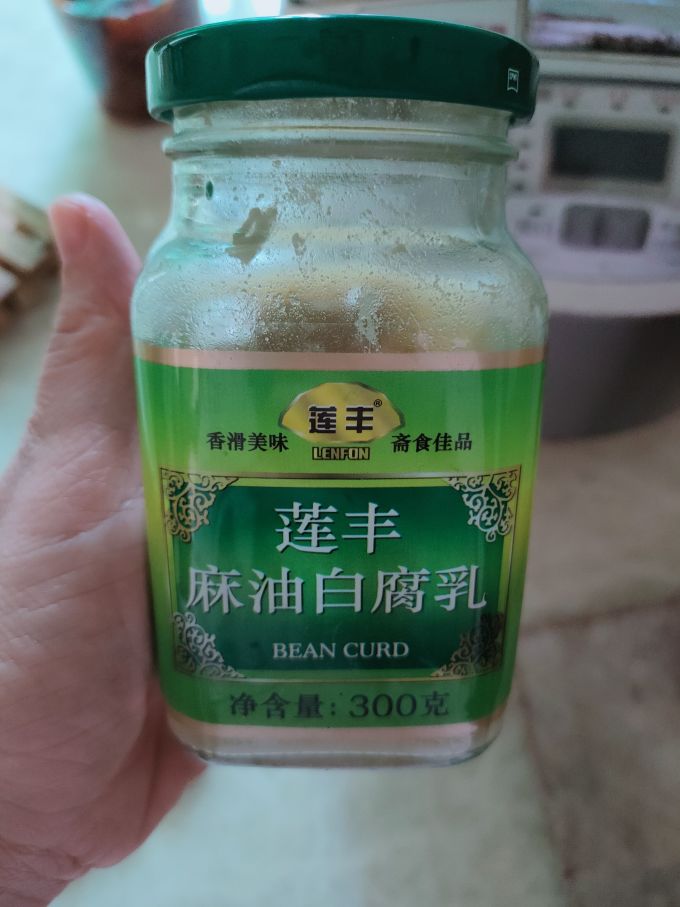 莲丰®
LENFON
香滑美味 斋食佳品
莲丰
麻油白腐乳
BEAN CURD
净含量：300克